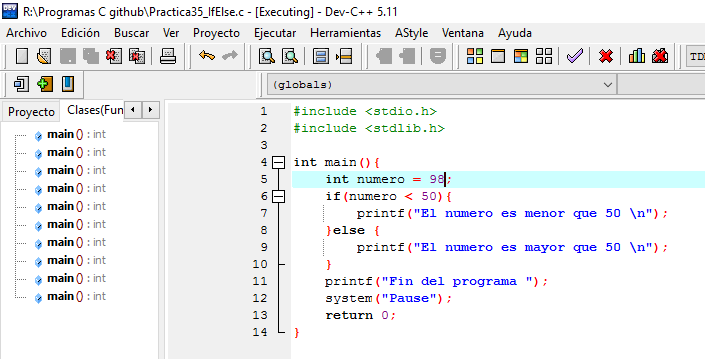 R:\Programas C github\Practica35_IfElse.c - [Executing] - Dev-C++ 5.11
Archivo Edición Buscar Ver Proyecto Ejecutar Herramientas AStyle Ventana Ayuda
TD
(globals)
Proyecto Clases(Fun
main() : int
main() : int
main() : int
main() : int
main() : int
main() : int
main() : int
main() : int
main() : int
main() : int
1 #include <stdio.h>
2 #include <stdlib.h>
3
4 int main(){
5 int numero = 98;
6 if(numero < 50){
7 printf("El numero es menor que 50 \n");
8 }else {
9 printf("El numero es mayor que 50 \n");
10 }
11 printf("Fin del programa ");
12 system("Pause");
13 return 0;
14 }